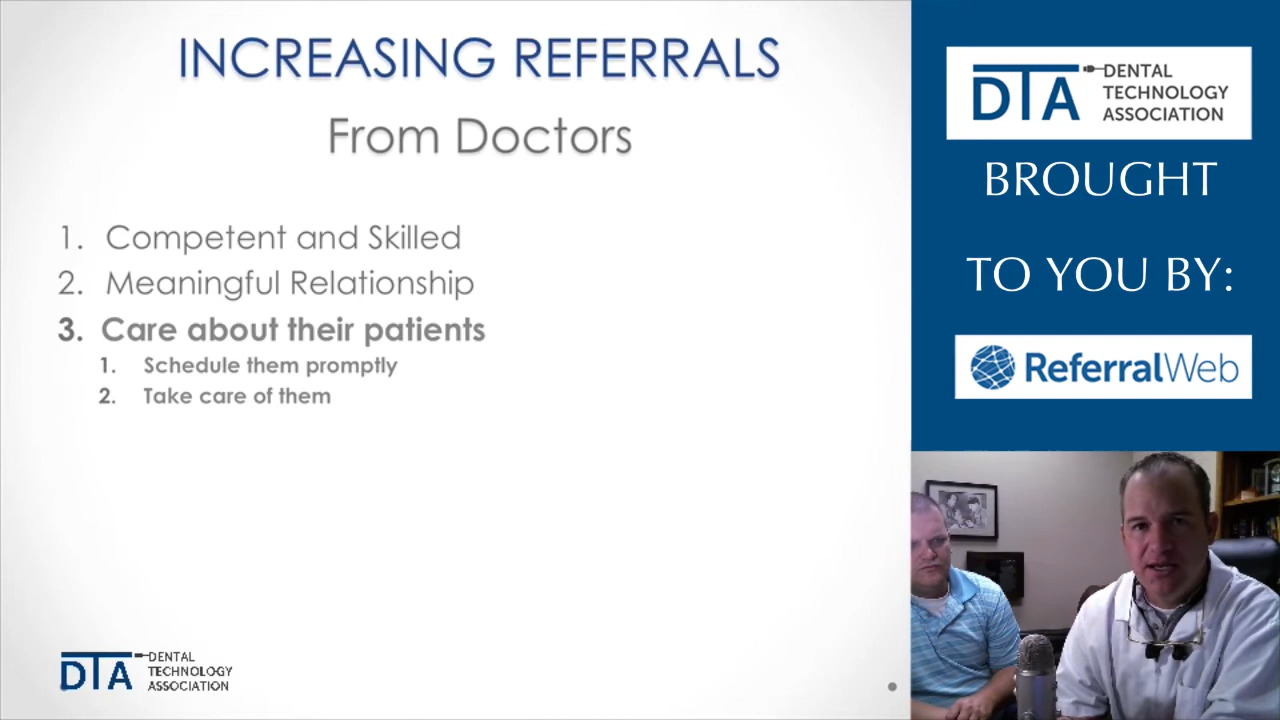 INCREASING REFERRALS
From Doctors
1. Competent and Skilled
2. Meaningful Relationship
3. Care about their patients
1. Schedule them promptly
2. Take care of them
DTA DENTAL
TECHNOLOGY
ASSOCIATION
DTA DENTAL
TECHNOLOGY
ASSOCIATION
BROUGHT
TO YOU BY:
ReferralWeb